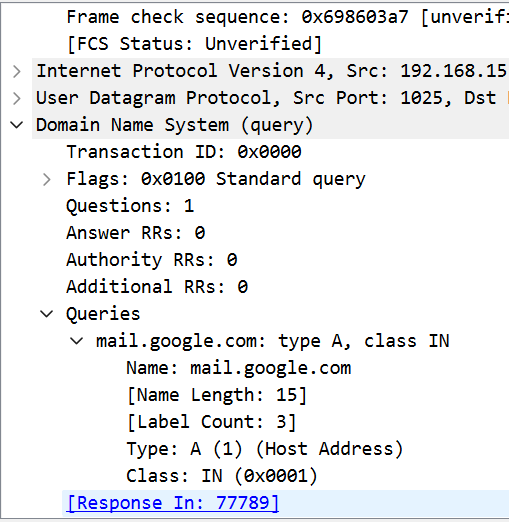 Frame check sequence: 0x698603a7 [unverifi
[FCS Status: Unverified]
Internet Protocol Version 4, Src: 192.168.15
User Datagram Protocol, Src Port: 1025, Dst
Domain Name System (query)
Transaction ID: 0x0000
Flags: 0x0100 Standard query
Questions: 1
Answer RRs: 0
Authority RRs: 0
Additional RRs: 0
Queries
mail.google.com: type A, class IN
Name: mail.google.com
[Name Length: 15]
[Label Count: 3]
Type: A (1) (Host Address)
Class: IN (0x0001)
[Response In: 77789]